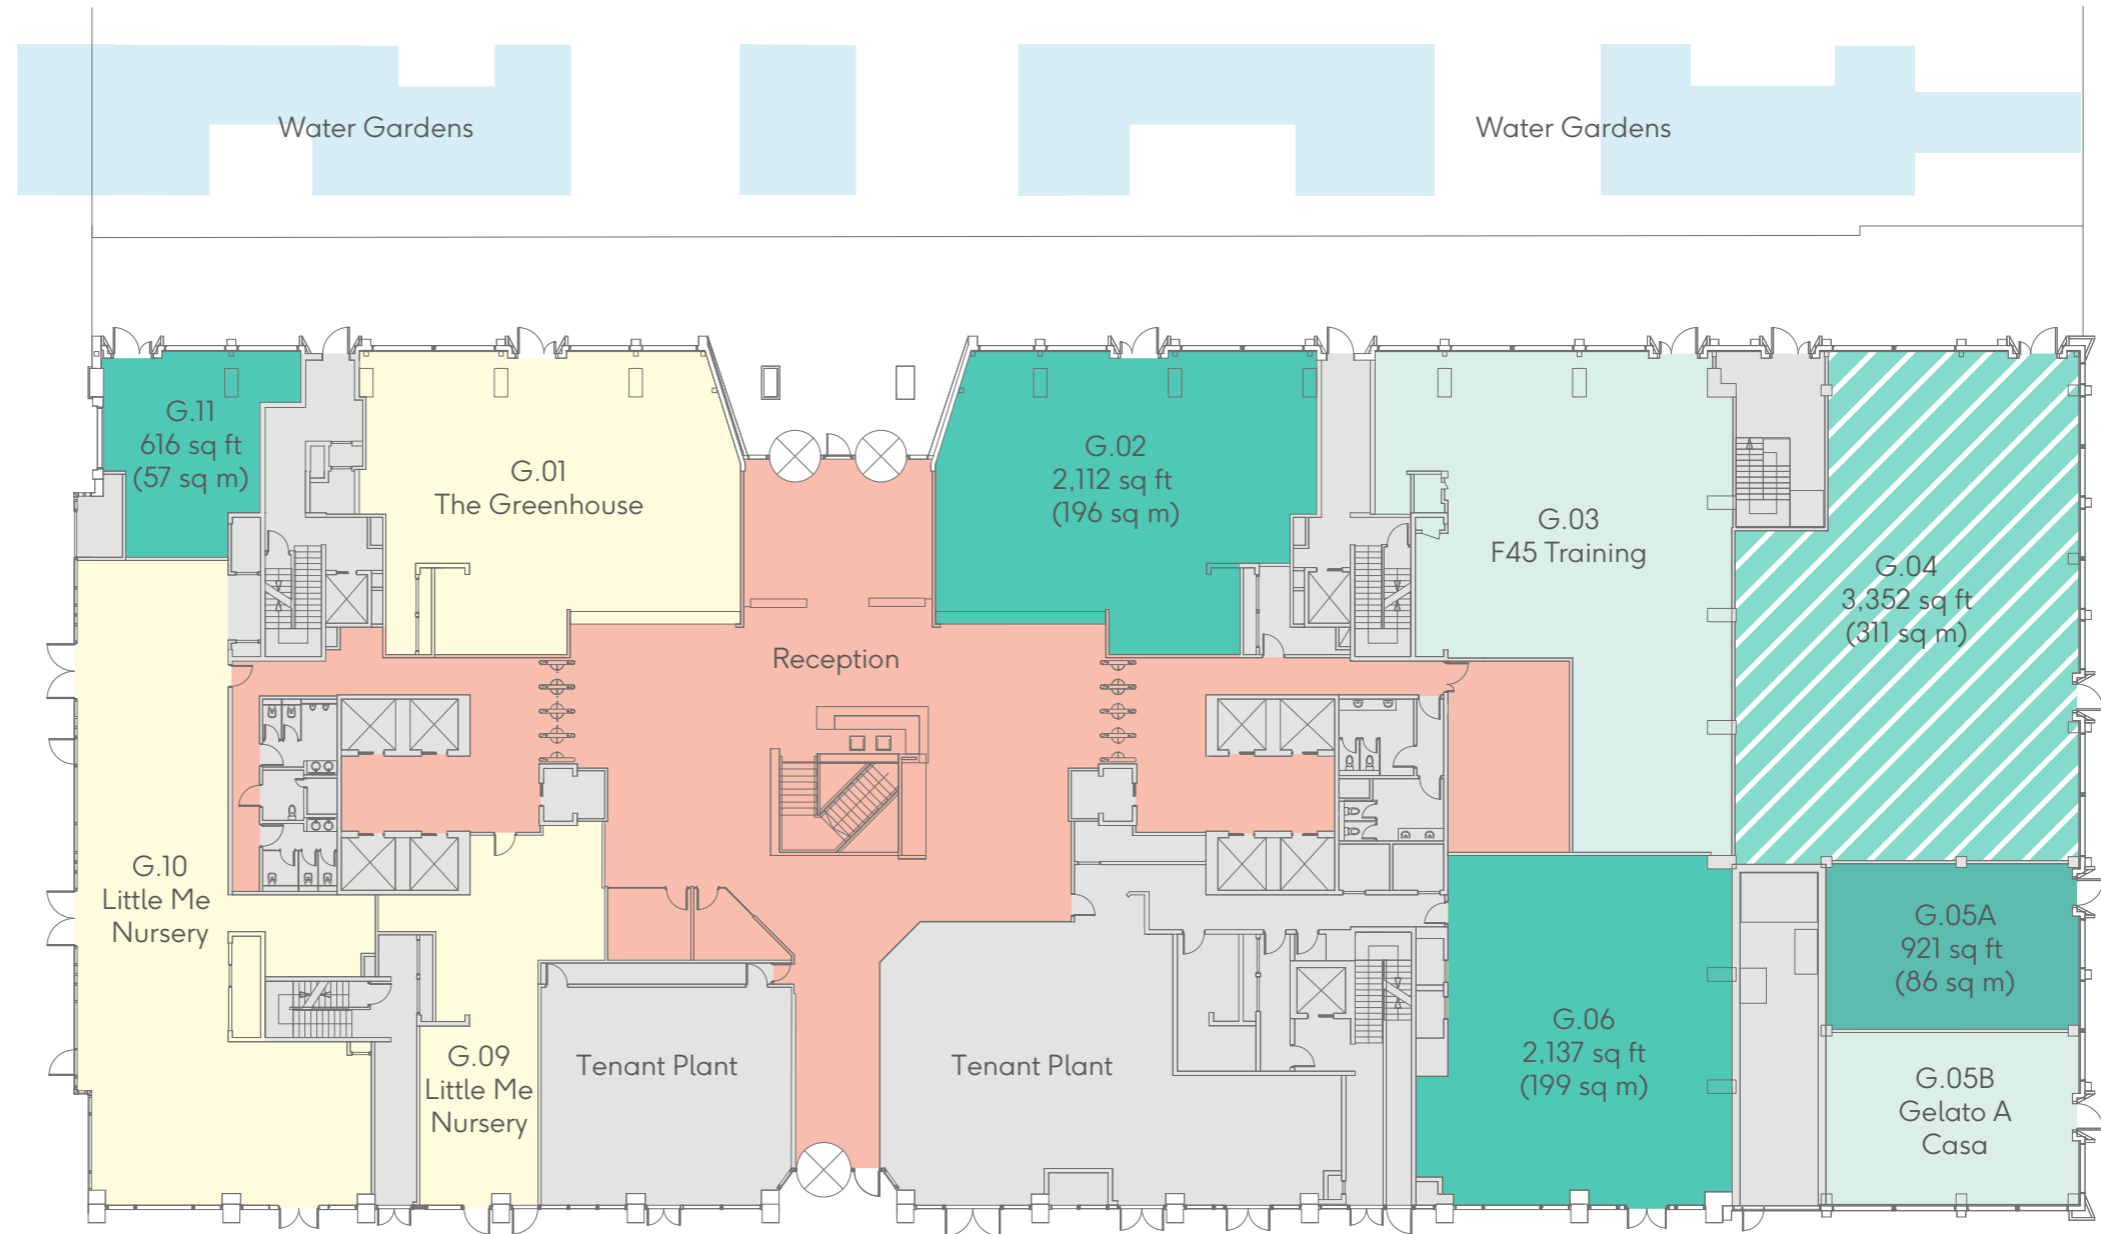 Water Gardens
Water Gardens
G.11
616 sq ft
(57 sq m)
G.01
The Greenhouse
G.02
2,112 sq ft
(196 sq m)
G.03
F45 Training
G.04
3,352 sq ft
(311 sq m)
Reception
G.10
Little Me
Nursery
G.09
Little Me
Nursery
Tenant Plant
Tenant Plant
G.06
2,137 sq ft
(199 sq m)
G.05A
921 sq ft
(86 sq m)
G.05B
Gelato A
Casa